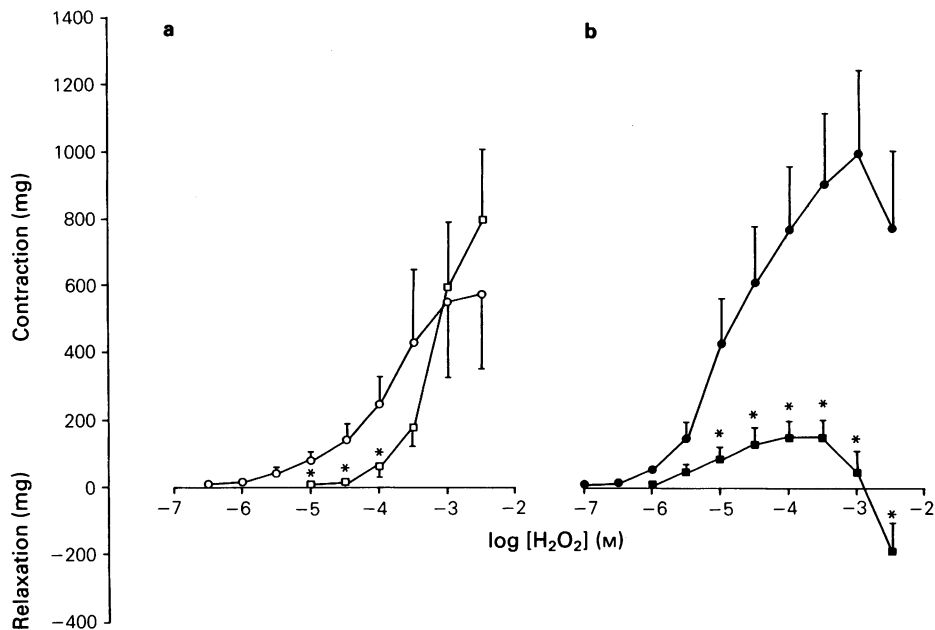 a
b
1400
1200
1000
800
600
400
200
0
−200
−400
Contraction (mg)
Relaxation (mg)
* * *
* * * * * *
−7 −6 −5 −4 −3 −2
−7 −6 −5 −4 −3 −2
log [H₂O₂] (M)